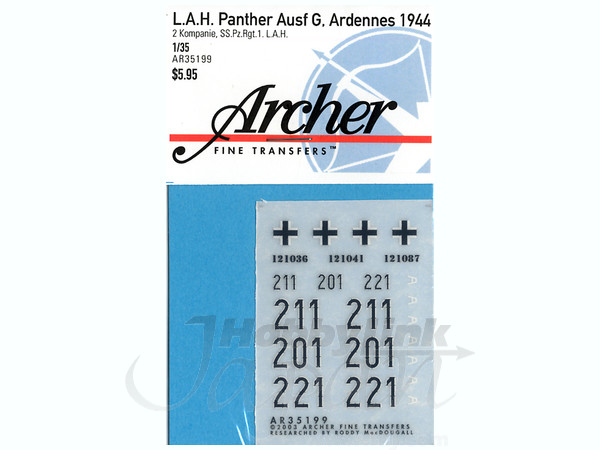 L.A.H. Panther Ausf G, Ardennes 1944
2 Kompanie, SS.Pz.Rgt.1. L.A.H.
1/35
AR35199
$5.95
Archer
FINE TRANSFERS™
121036 121041 121087
211 201 221
211 211
201 201
221 221
AR35199
©2003 ARCHER FINE TRANSFERS
RESEARCHED BY RODDY MacDOUGALL
HobbyLink
Japan